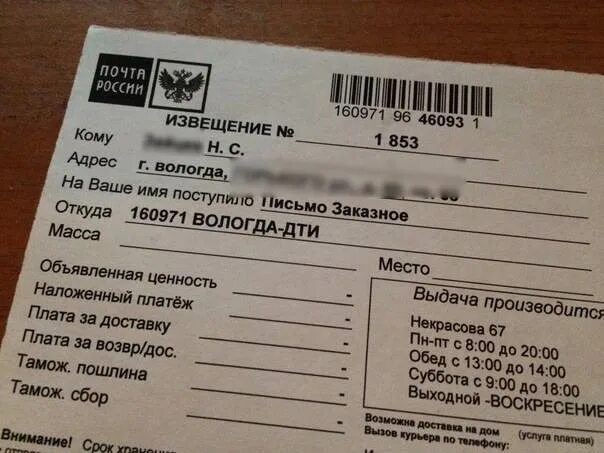 ПОЧТА
РОССИИ
160971 96 46093 1
ИЗВЕЩЕНИЕ № 1 853
Кому Н. С.
Адрес г. вологда,
На Ваше имя поступило Письмо Заказное
Откуда 160971 ВОЛОГДА-ДТИ
Масса
Место
Объявленная ценность -
Наложенный платёж -
Плата за доставку -
Плата за возвр/дос. -
Тамож. пошлина -
Тамож. сбор -
Выдача производится
Некрасова 67
Пн-пт с 8:00 до 20:00
Обед с 13:00 до 14:00
Суббота с 9:00 до 18:00
Выходной -ВОСКРЕСЕНИЕ
Возможна доставка на дом (услуга платная)
Вызов курьера по телефону:
Внимание! Срок